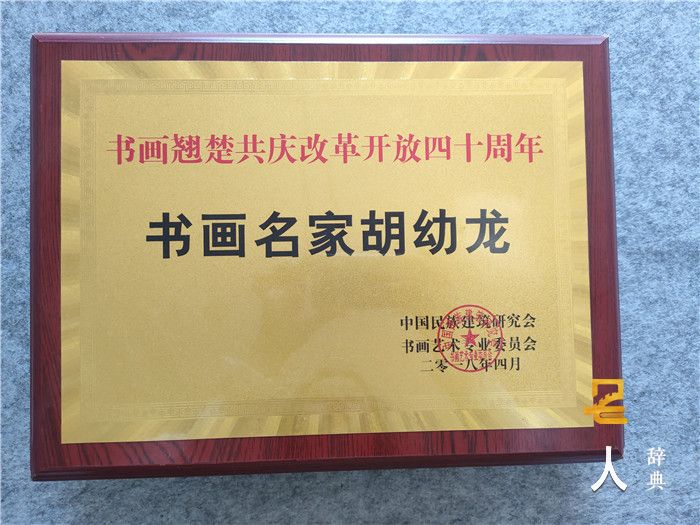 书画翘楚共庆改革开放四十周年
书画名家胡幼龙
中国民族建筑研究会
书画艺术专业委员会
二零一八年四月
名
人
辞典